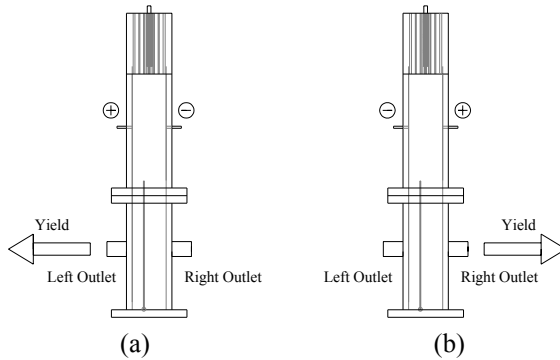 + −
− +
Yield
Left Outlet
Right Outlet
Yield
Left Outlet
Right Outlet
(a)
(b)